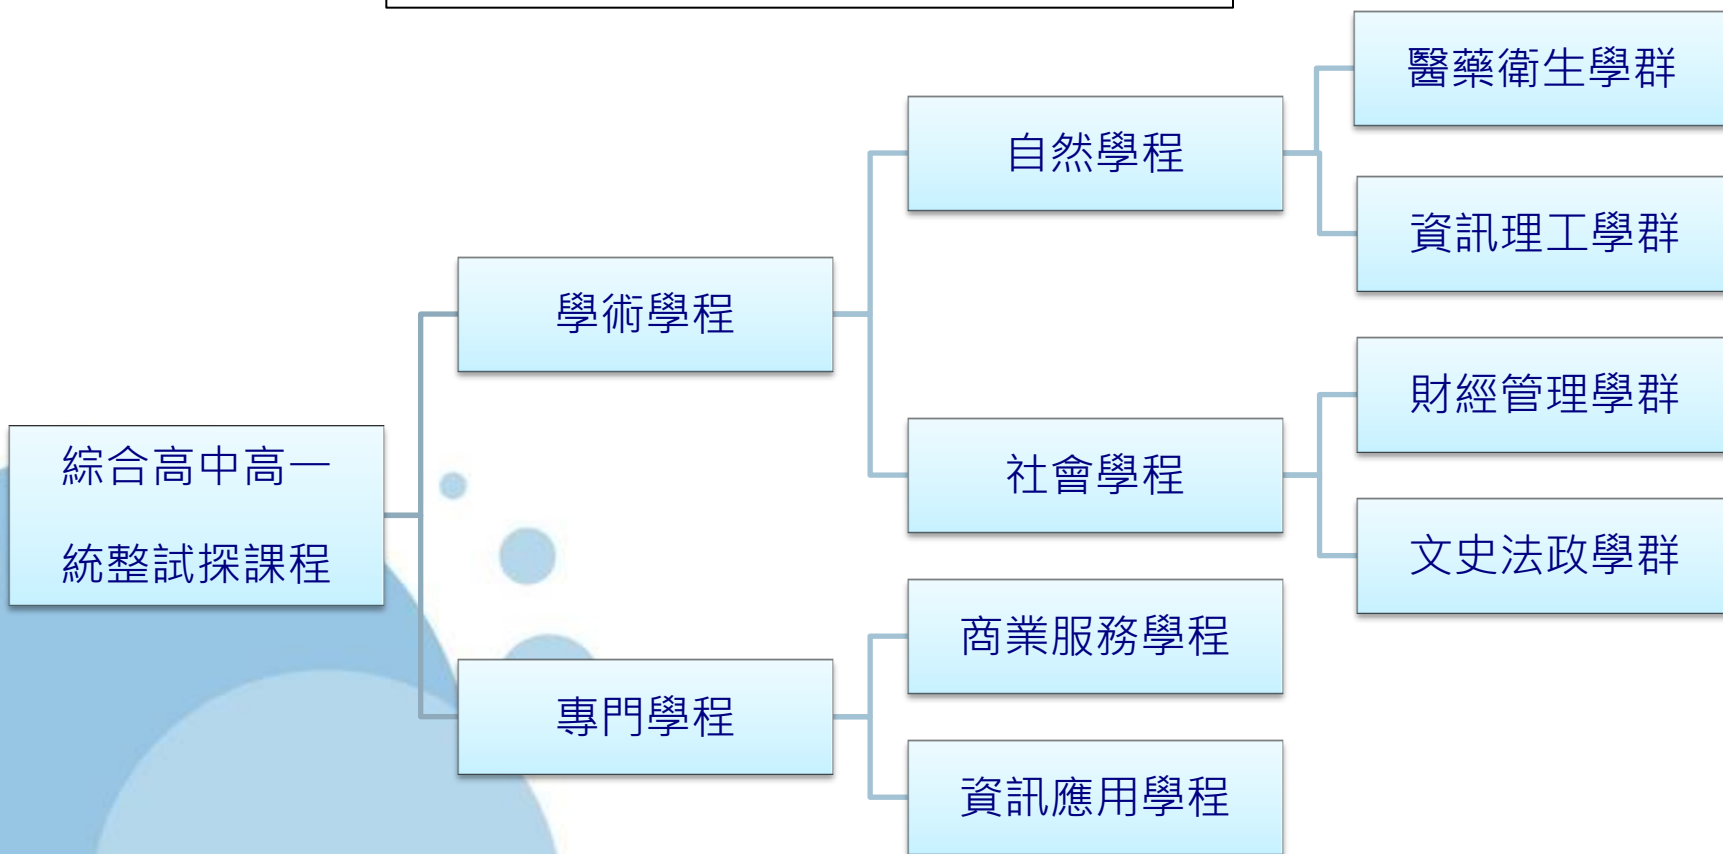 綜合高中高一
統整試探課程
學術學程
自然學程
醫藥衛生學群
資訊理工學群
社會學程
財經管理學群
文史法政學群
專門學程
商業服務學程
資訊應用學程